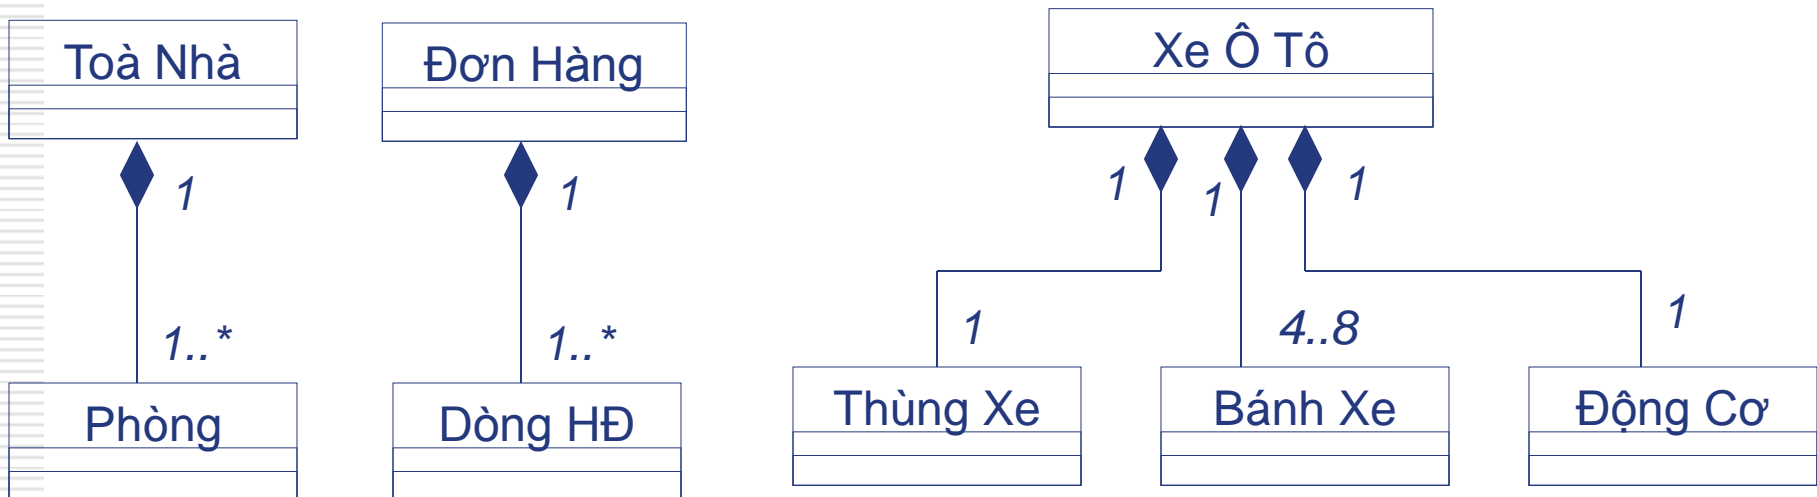 Toà Nhà
1
1..*
Phòng
Đơn Hàng
1
1..*
Dòng HĐ
Xe Ô Tô
1
1
1
1
4..8
1
Thùng Xe
Bánh Xe
Động Cơ